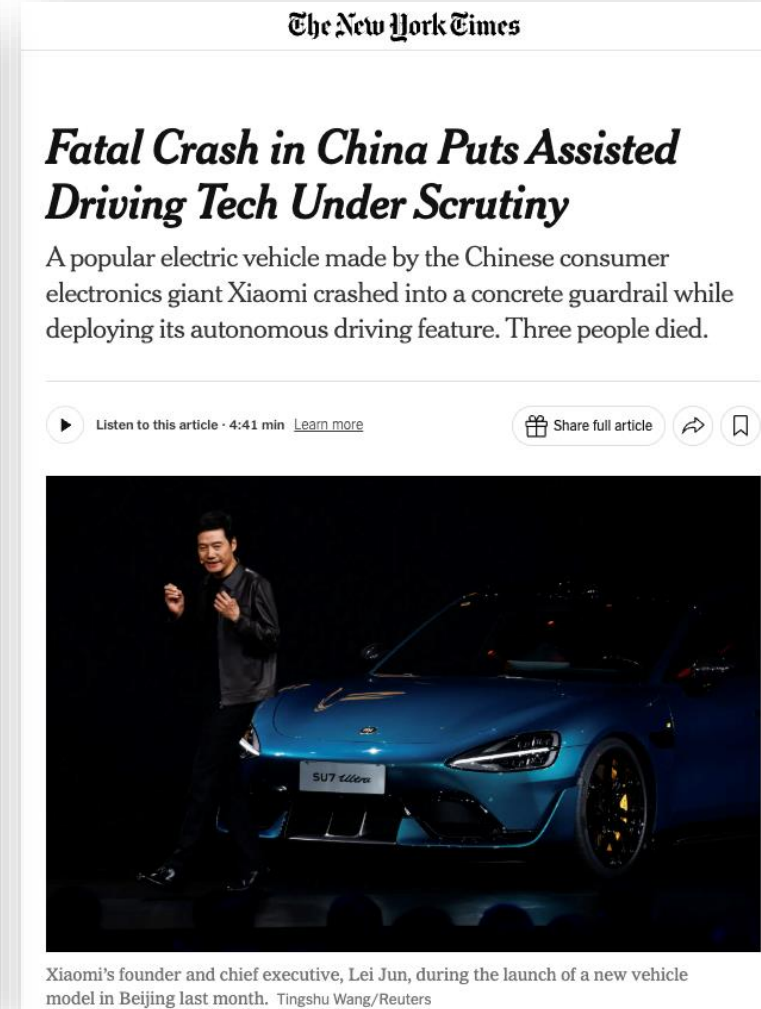 The New York Times
Fatal Crash in China Puts Assisted
Driving Tech Under Scrutiny
A popular electric vehicle made by the Chinese consumer
electronics giant Xiaomi crashed into a concrete guardrail while
deploying its autonomous driving feature. Three people died.
Listen to this article · 4:41 min Learn more
Share full article
SU7 Ultra
Xiaomi’s founder and chief executive, Lei Jun, during the launch of a new vehicle
model in Beijing last month. Tingshu Wang/Reuters